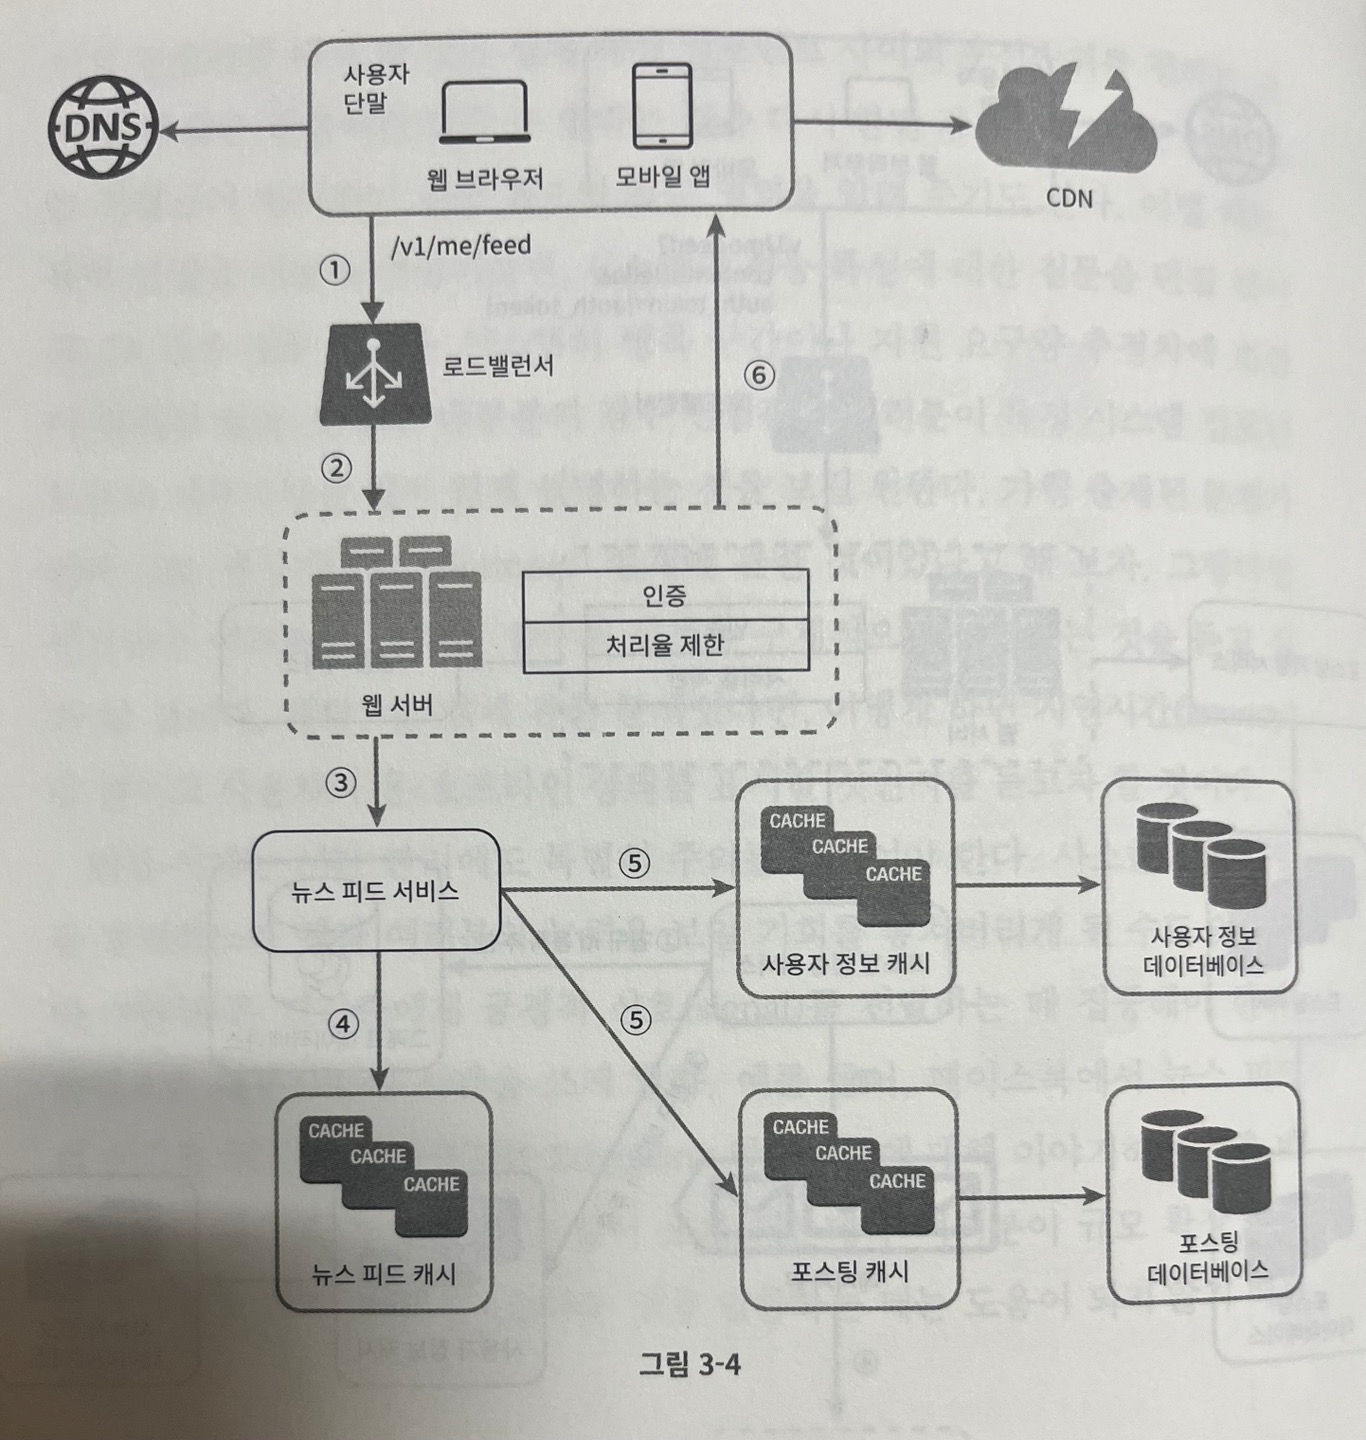 사용자
단말
DNS
웹 브라우저
모바일 앱
CDN
①
/v1/me/feed
로드밸런서
⑥
②
인증
처리율 제한
웹 서버
③
뉴스 피드 서비스
⑤
CACHE
CACHE
CACHE
사용자 정보 캐시
사용자 정보
데이터베이스
④
⑤
CACHE
CACHE
CACHE
뉴스 피드 캐시
CACHE
CACHE
CACHE
포스팅 캐시
포스팅
데이터베이스
그림 3-4